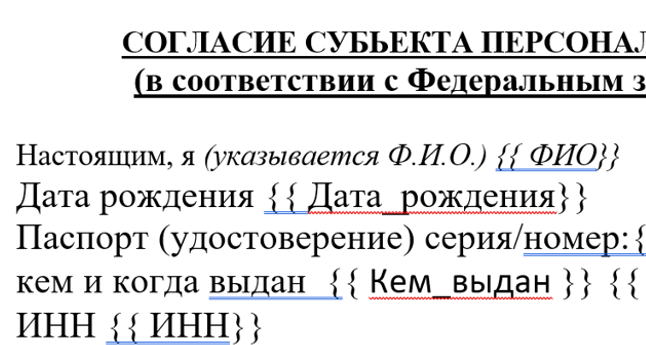 СОГЛАСИЕ СУБЬЕКТА ПЕРСОНАЛ
(в соответствии с Федеральным з
Настоящим, я (указывается Ф.И.О.) {{ ФИО}}
Дата рождения {{ Дата_рождения}}
Паспорт (удостоверение) серия/номер:{
кем и когда выдан {{ Кем_выдан }} {{
ИНН {{ ИНН}}